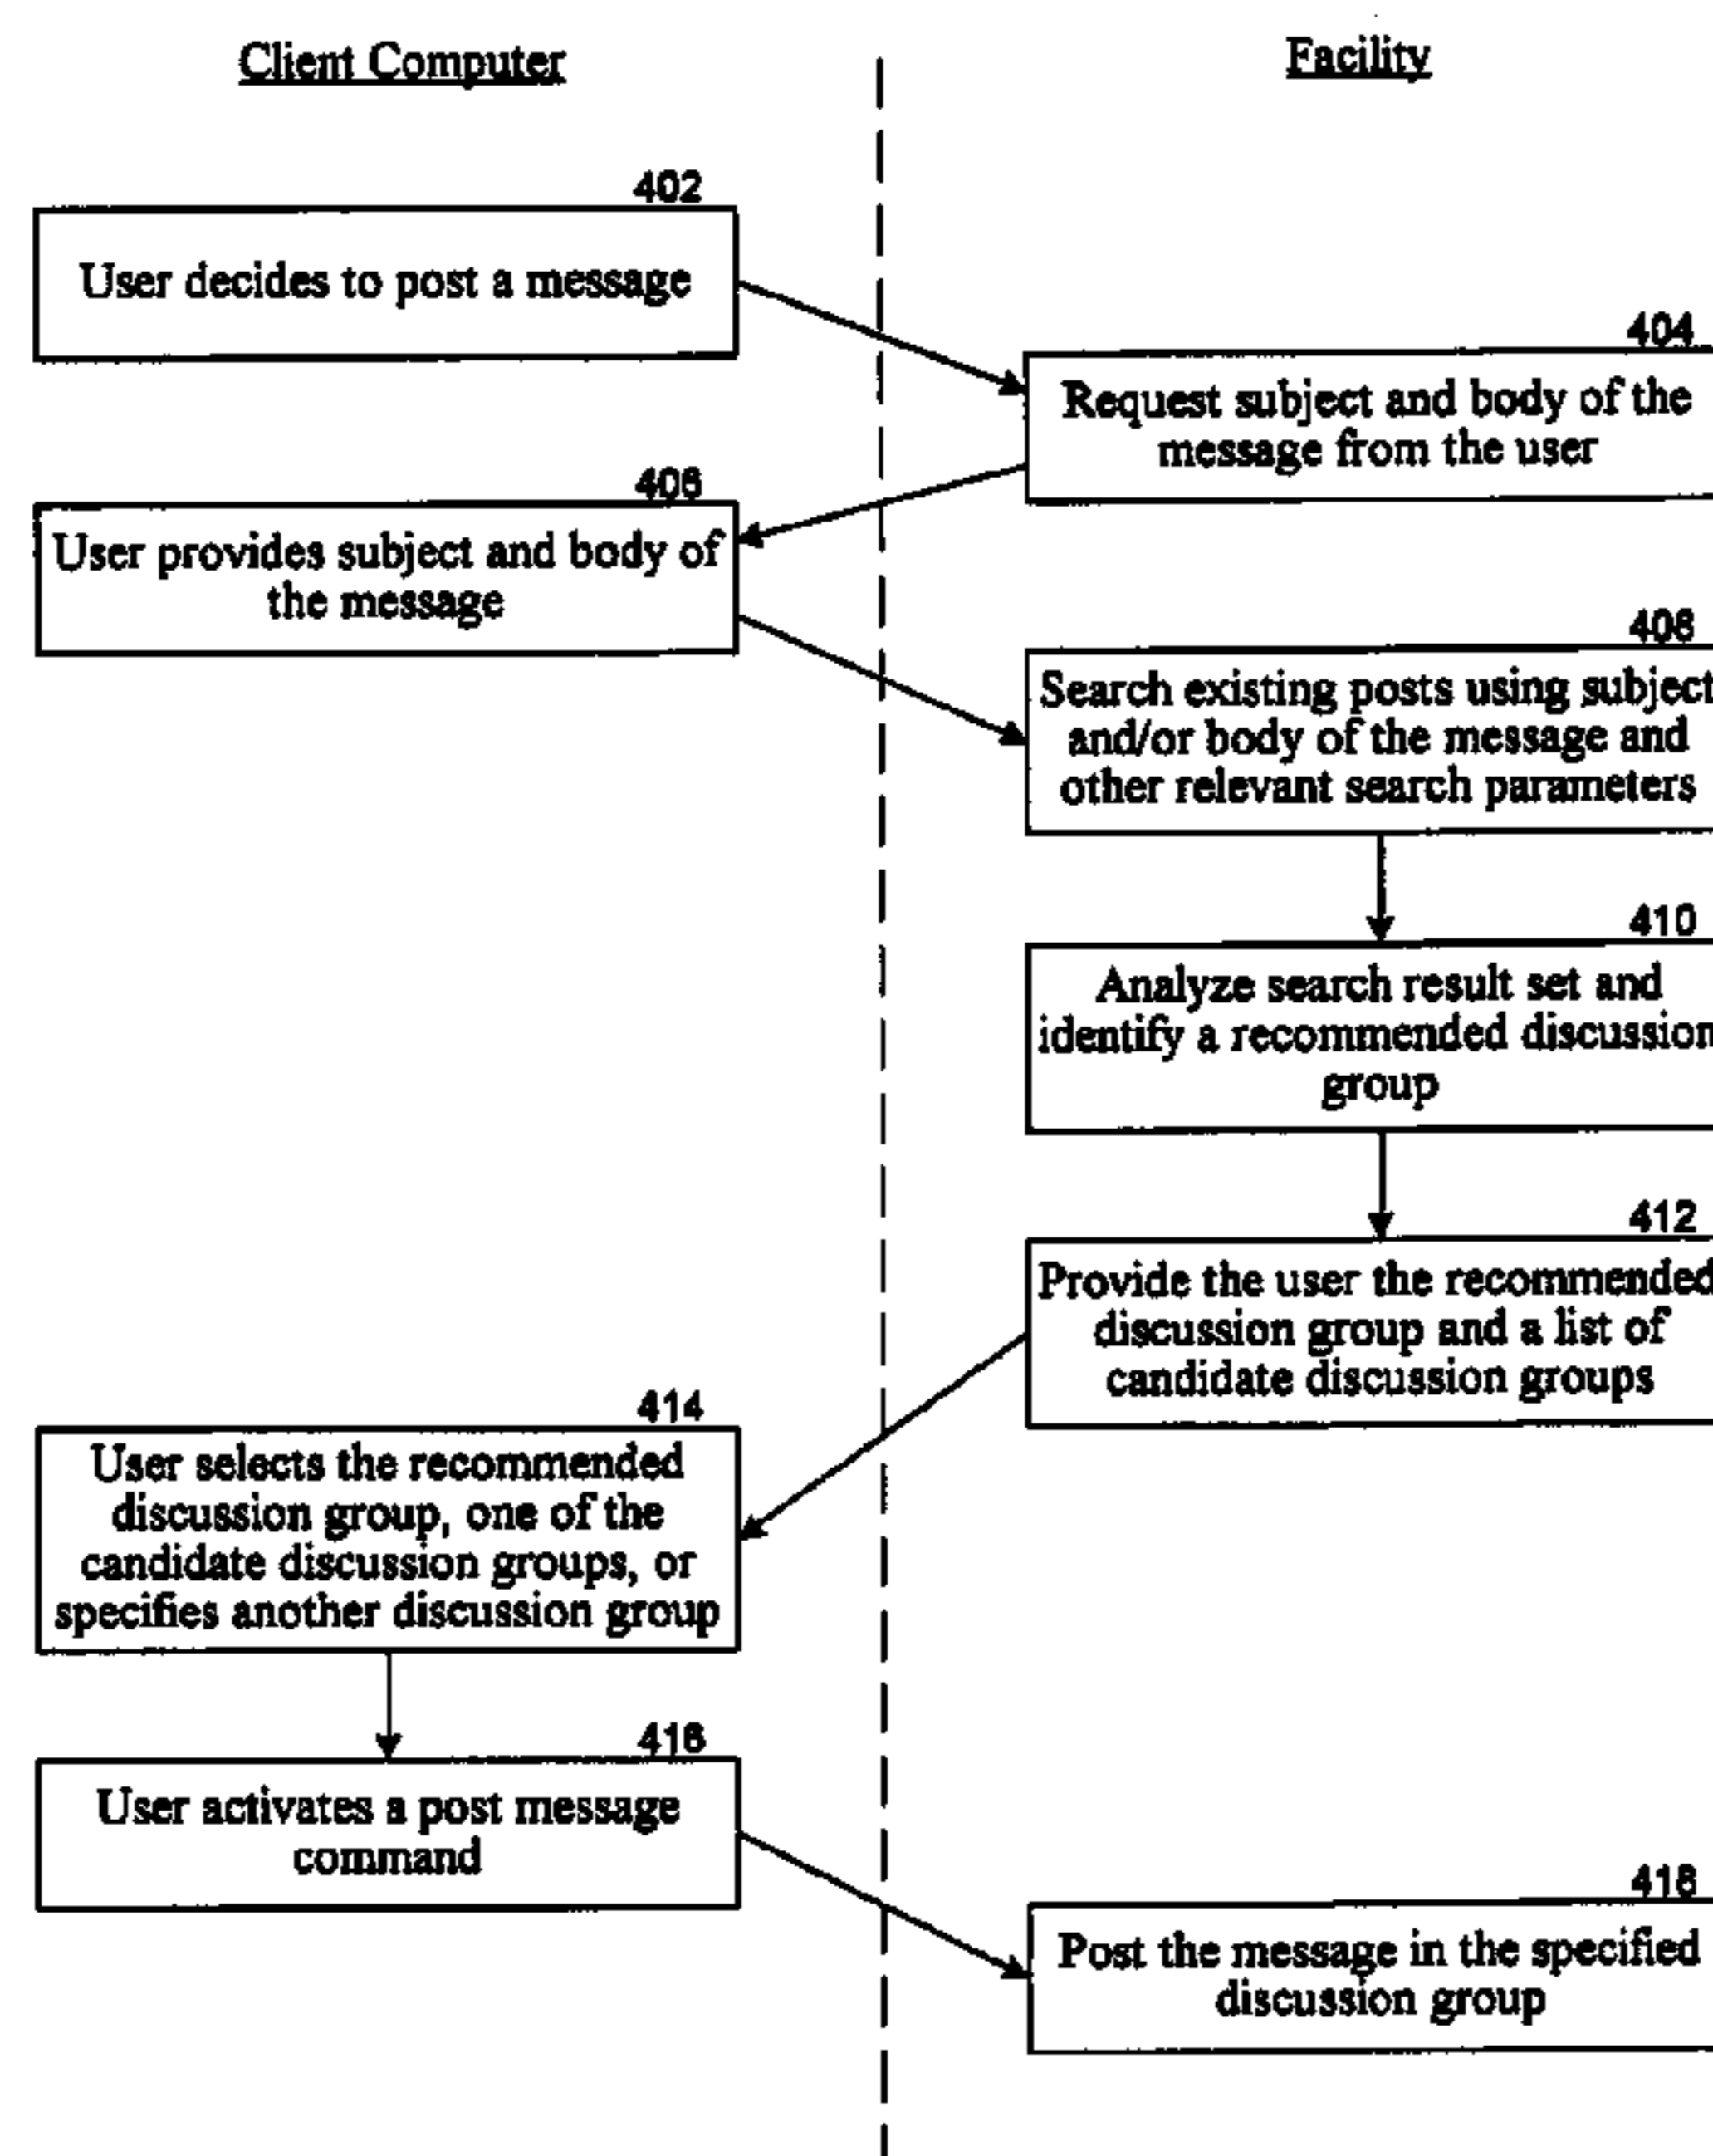 Client Computer
Facility
402
User decides to post a message
404
Request subject and body of the
message from the user
406
User provides subject and body of
the message
408
Search existing posts using subject
and/or body of the message and
other relevant search parameters
410
Analyze search result set and
identify a recommended discussion
group
412
Provide the user the recommended
discussion group and a list of
candidate discussion groups
414
User selects the recommended
discussion group, one of the
candidate discussion groups, or
specifies another discussion group
416
User activates a post message
command
418
Post the message in the specified
discussion group